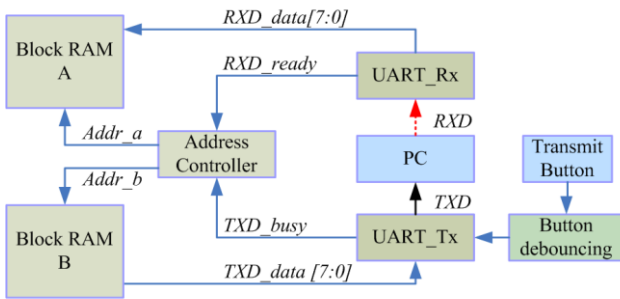 RXD_data[7:0]
Block RAM
A
RXD_ready
UART_Rx
RXD
Addr_a
Address
Controller
PC
Transmit
Button
Addr_b
TXD
Block RAM
B
TXD_busy
UART_Tx
Button
debouncing
TXD_data [7:0]